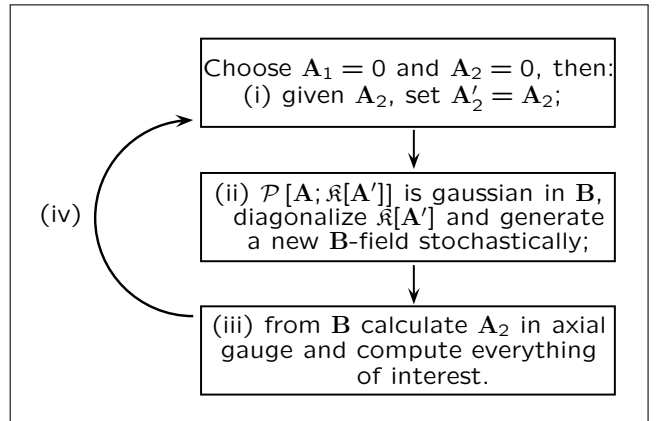 Choose A₁ = 0 and A₂ = 0, then:
(i) given A₂, set A₂′ = A₂;
(ii) 𝒫 [A; 𝔎[A′]] is gaussian in B,
diagonalize 𝔎[A′] and generate
a new B-field stochastically;
(iv)
(iii) from B calculate A₂ in axial
gauge and compute everything
of interest.